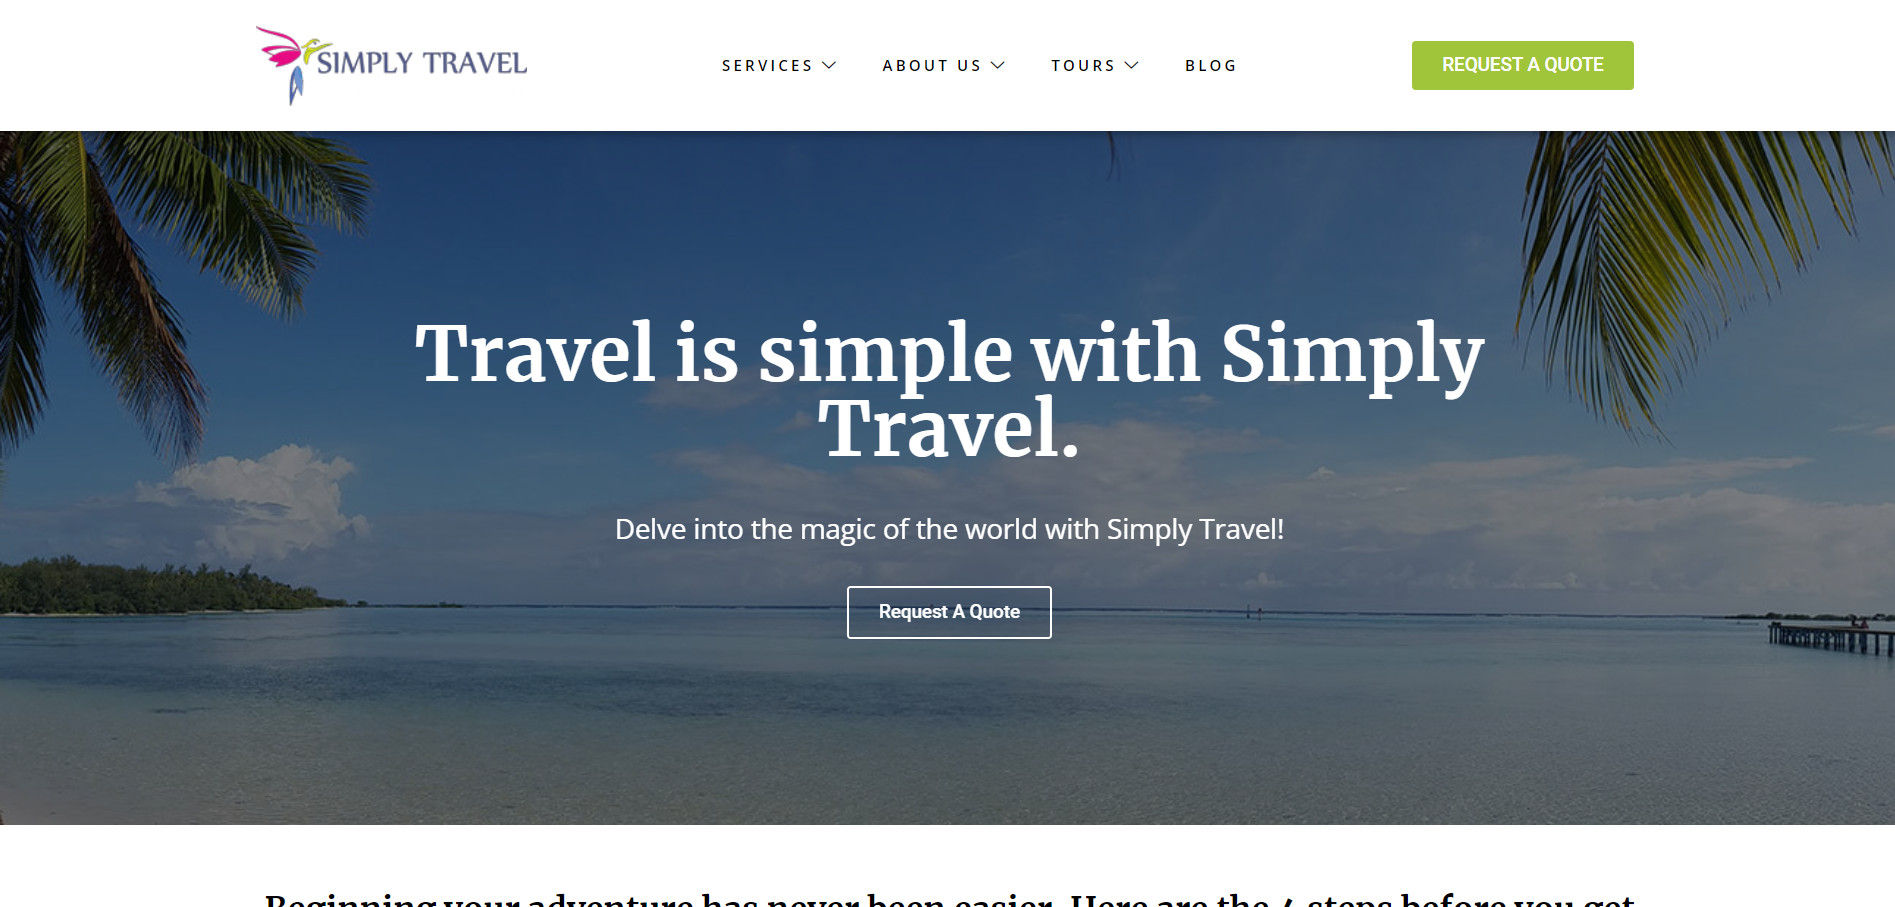 SIMPLY TRAVEL
SERVICES
ABOUT US
TOURS
BLOG
REQUEST A QUOTE
Travel is simple with Simply
Travel.
Delve into the magic of the world with Simply Travel!
Request A Quote
Beginning your adventure has never been easier. Here are the 4 steps before you get